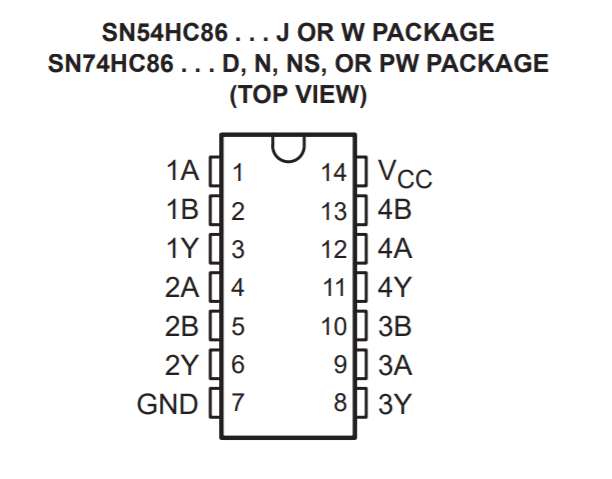 SN54HC86 . . . J OR W PACKAGE
SN74HC86 . . . D, N, NS, OR PW PACKAGE
(TOP VIEW)
1A 1 14 VCC
1B 2 13 4B
1Y 3 12 4A
2A 4 11 4Y
2B 5 10 3B
2Y 6 9 3A
GND 7 8 3Y